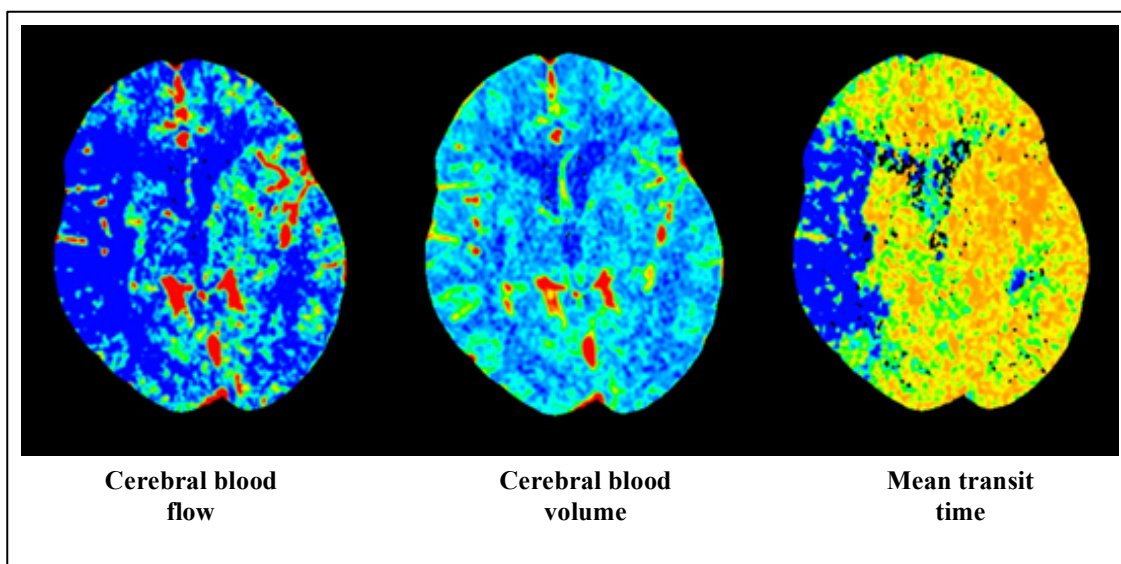 Cerebral blood
flow
Cerebral blood
volume
Mean transit
time